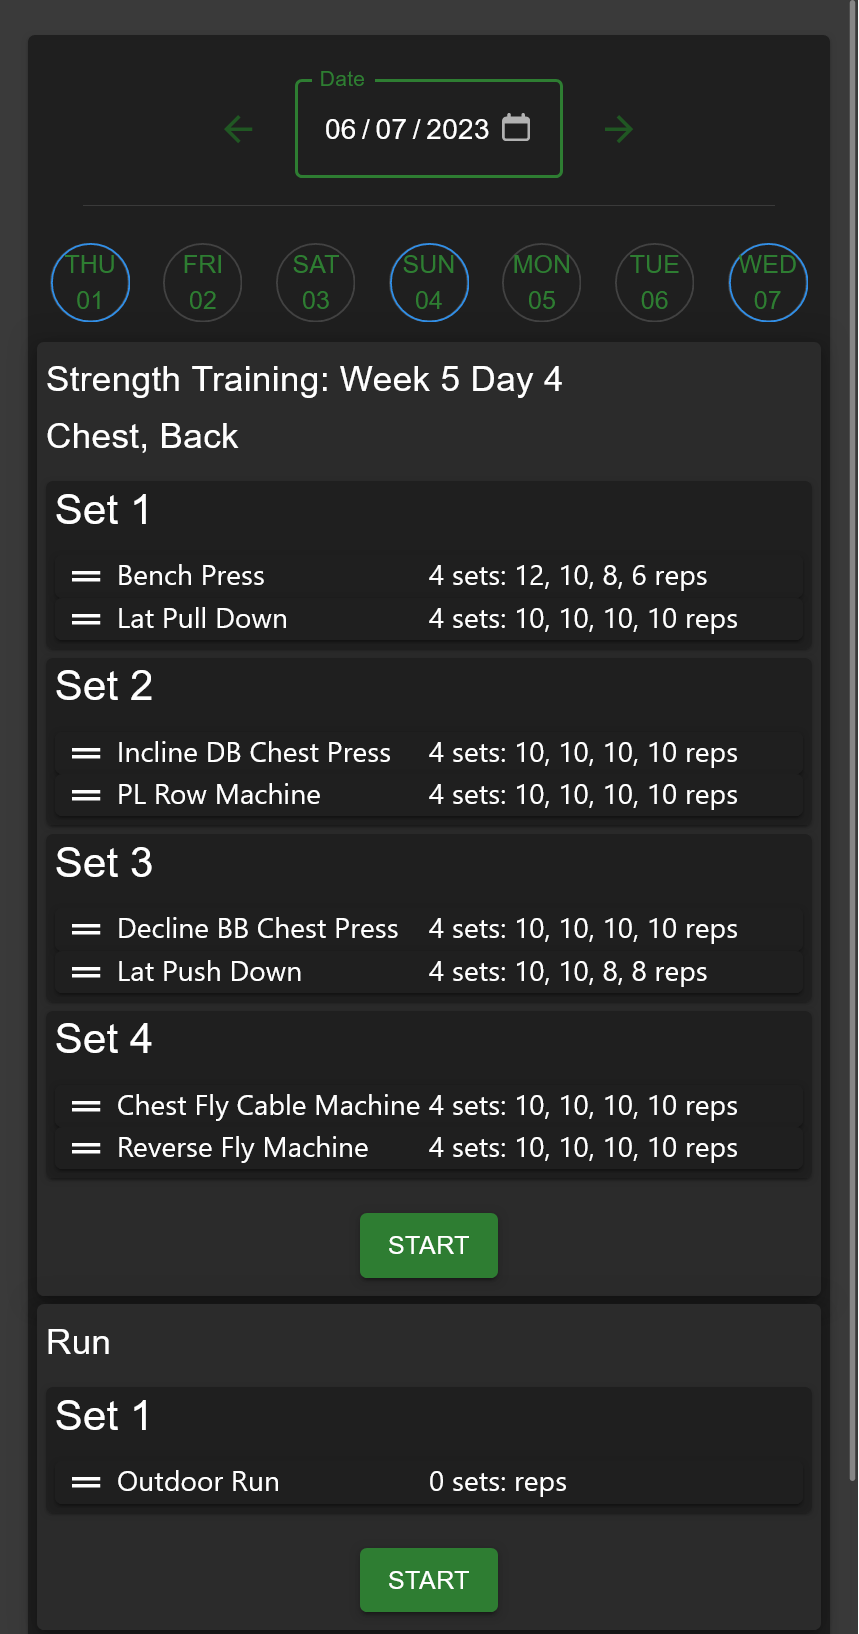 Date
06 / 07 / 2023
THU FRI SAT SUN MON TUE WED
01 02 03 04 05 06 07
Strength Training: Week 5 Day 4
Chest, Back
Set 1
Bench Press 4 sets: 12, 10, 8, 6 reps
Lat Pull Down 4 sets: 10, 10, 10, 10 reps
Set 2
Incline DB Chest Press 4 sets: 10, 10, 10, 10 reps
PL Row Machine 4 sets: 10, 10, 10, 10 reps
Set 3
Decline BB Chest Press 4 sets: 10, 10, 10, 10 reps
Lat Push Down 4 sets: 10, 10, 8, 8 reps
Set 4
Chest Fly Cable Machine 4 sets: 10, 10, 10, 10 reps
Reverse Fly Machine 4 sets: 10, 10, 10, 10 reps
START
Run
Set 1
Outdoor Run 0 sets: reps
START